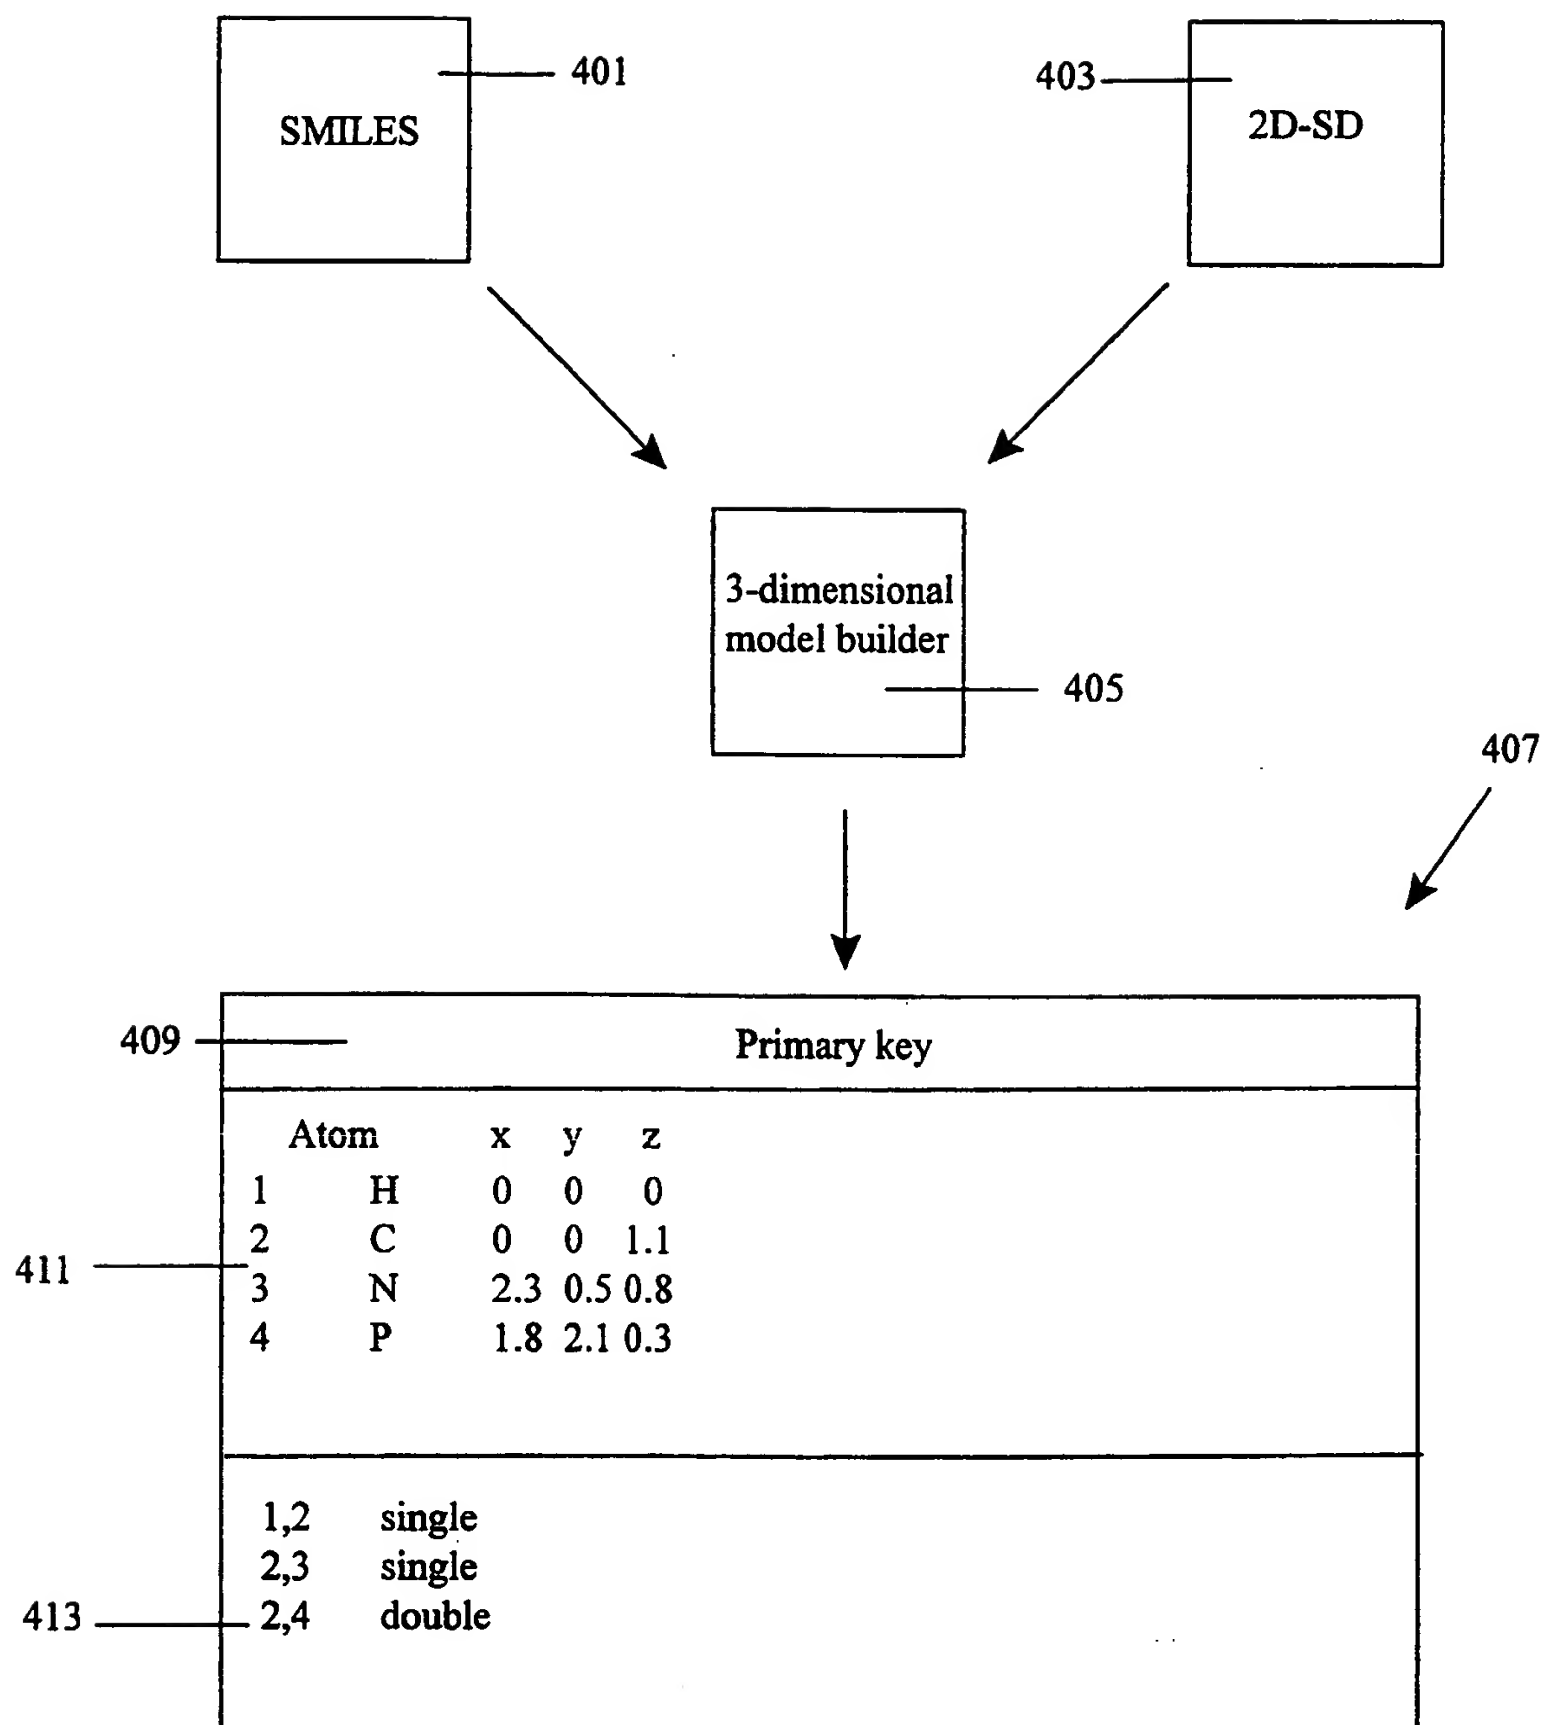 401
403
SMILES
2D-SD
3-dimensional
model builder
405
407
409
Primary key
Atom x y z
1 H 0 0 0
2 C 0 0 1.1
411
3 N 2.3 0.5 0.8
4 P 1.8 2.1 0.3
1,2 single
2,3 single
413
2,4 double